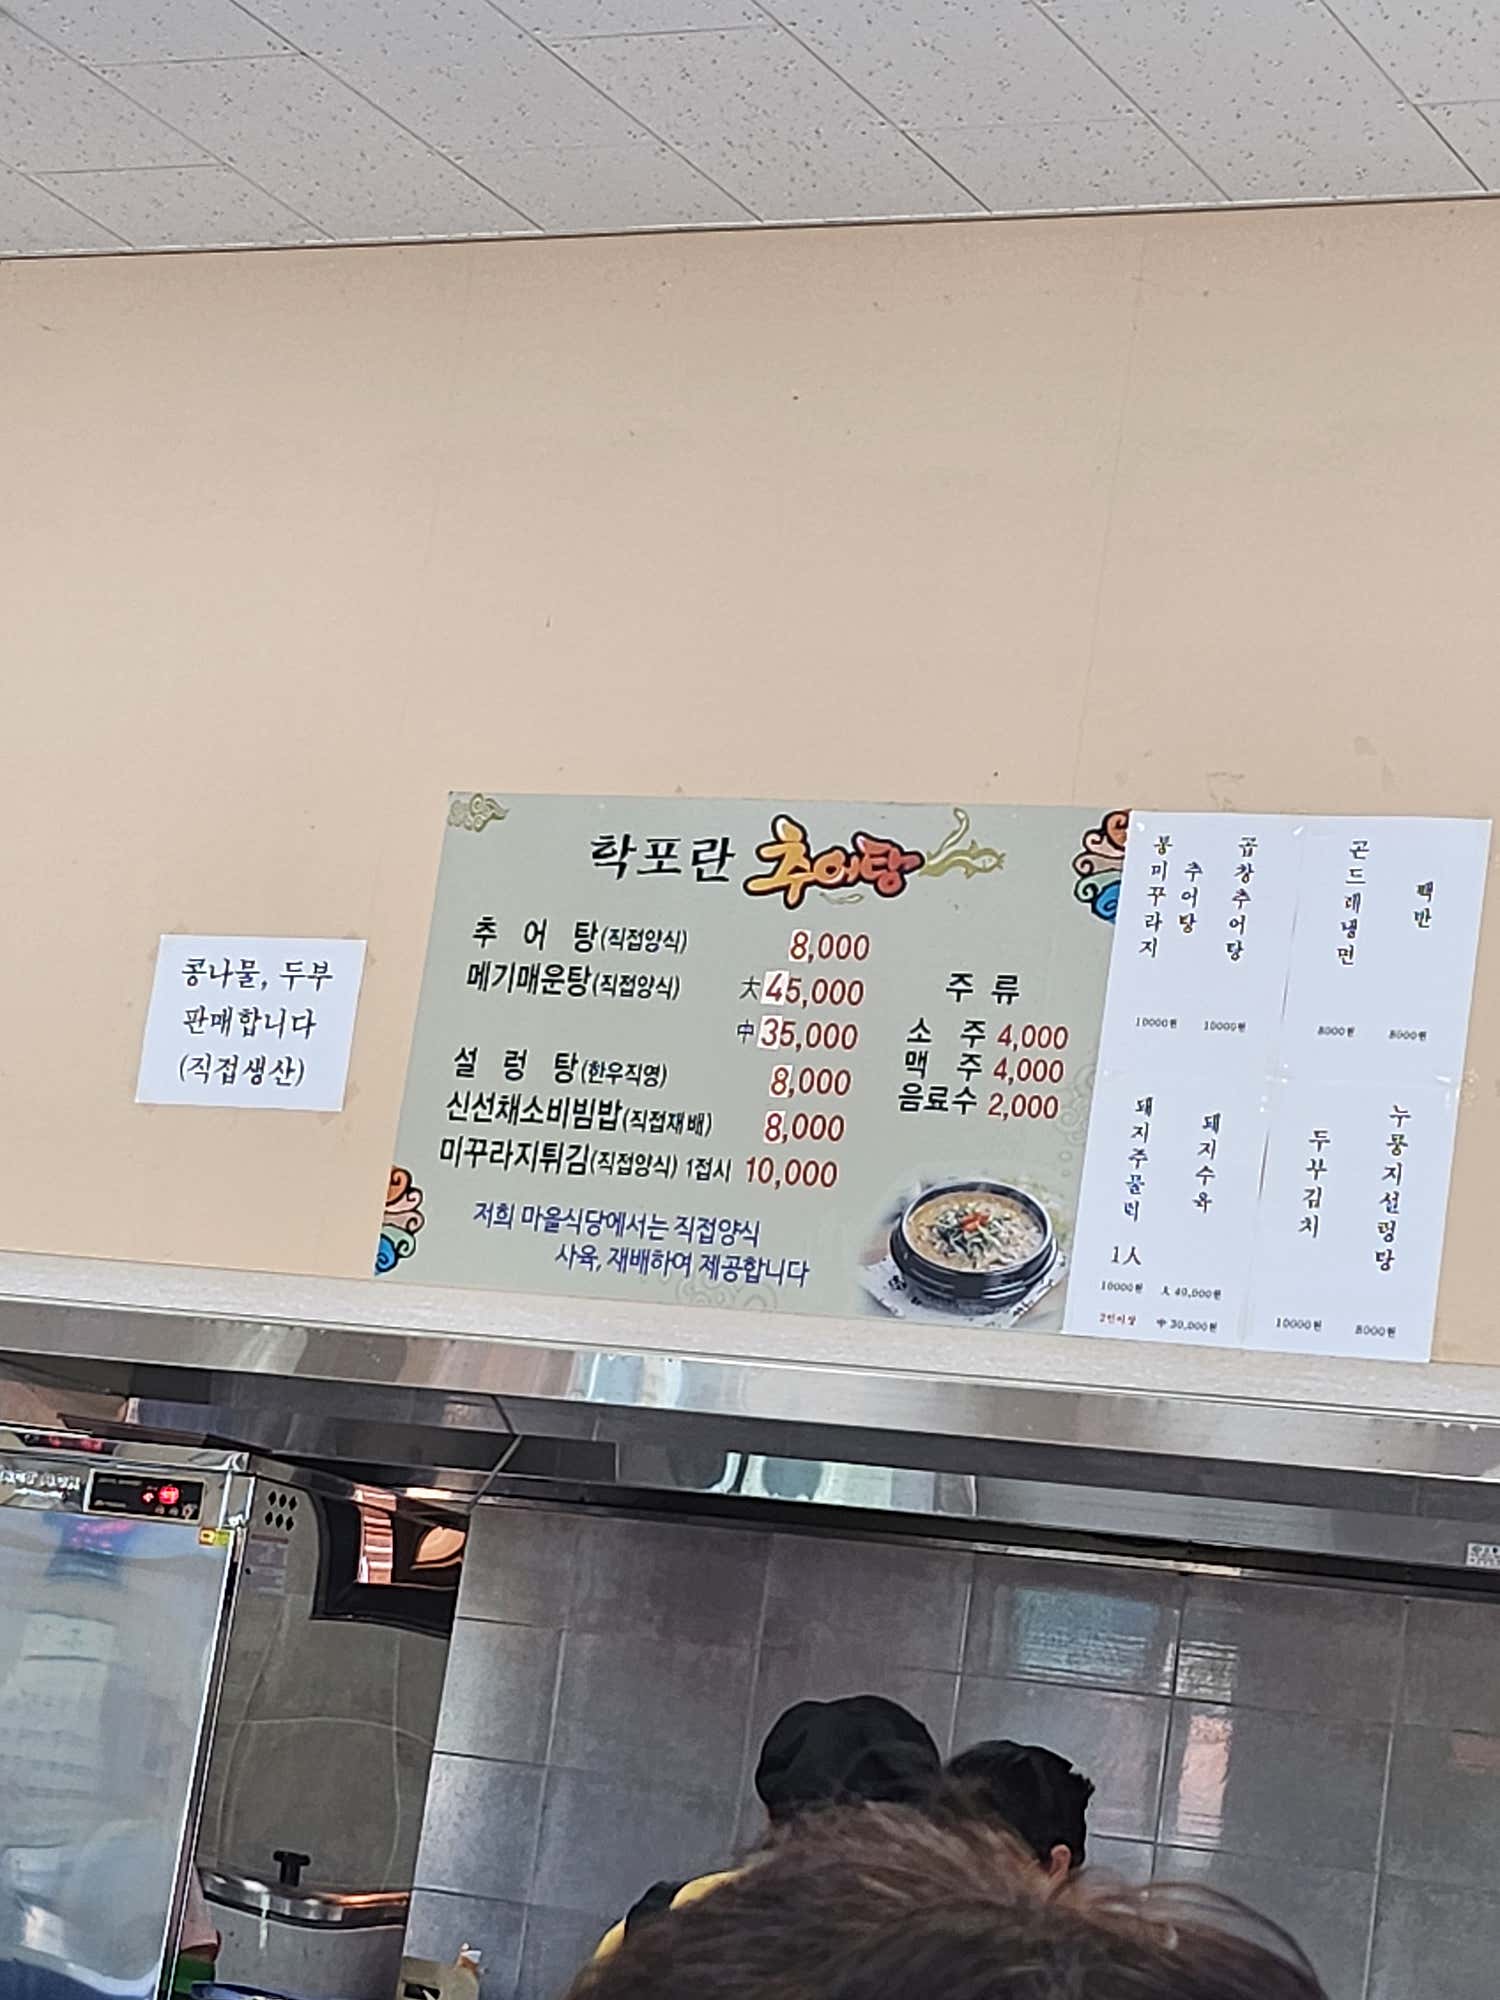 콩나물, 두부
판매합니다
(직접생산)
학포란 추어탕
추 어 탕(직접양식) 8,000
메기매운탕(직접양식) 大 45,000
中 35,000
설 렁 탕(한우직영) 8,000
신선채소비빔밥(직접재배) 8,000
미꾸라지튀김(직접양식) 1접시 10,000
주 류
소 주 4,000
맥 주 4,000
음료수 2,000
저희 마을식당에서는 직접양식
사육, 재배하여 제공합니다
곱창추어탕
10000원
통미꾸라지
추어탕
10000원
백반
8000원
곤드레냉면
8000원
돼지수육
大 40,000원
中 30,000원
돼지주물럭
1人
10000원
2인이상
누룽지설렁탕
8000원
두부김치
10000원